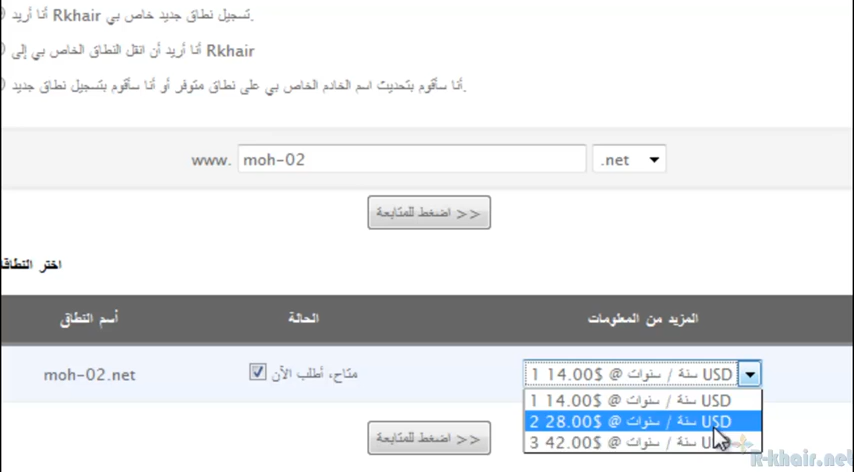 أنا أريد Rkhair تسجيل نطاق جديد خاص بي.
أنا أريد أن انقل النطاق الخاص بي إلى Rkhair
أنا سأقوم بتحديث اسم الخادم الخاص بي على نطاق متوفر أو أنا سأقوم بتسجيل نطاق جديد.
www. moh-02 .net
اضغط للمتابعة >>
اختر النطاقا
أسم النطاق الحالة المزيد من المعلومات
moh-02.net متاح، أطلب الآن 1 سنة / سنوات @ 14.00$ USD
1 سنة / سنوات @ 14.00$ USD
2 سنة / سنوات @ 28.00$ USD
3 سنة / سنوات @ 42.00$
اضغط للمتابعة >>
R-khair.net